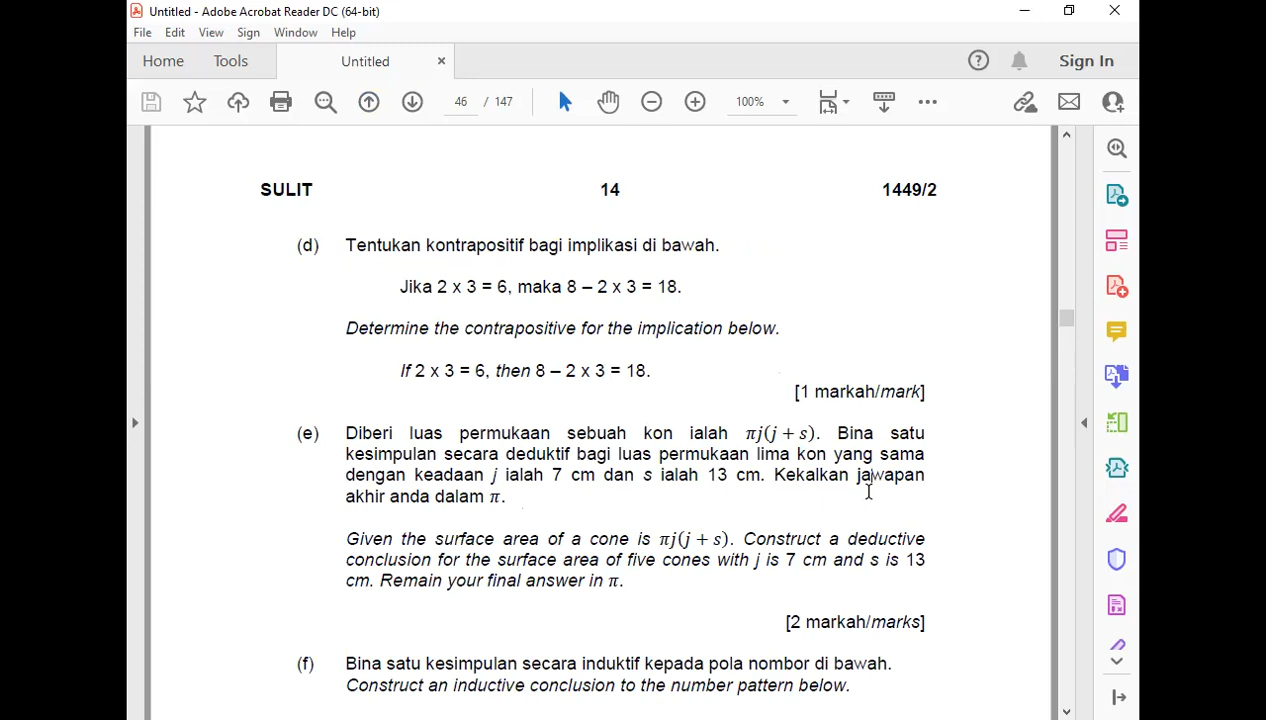 Untitled - Adobe Acrobat Reader DC (64-bit)
File Edit View Sign Window Help
Home Tools Untitled × Sign In
46 / 147 100%
SULIT 14 1449/2
(d) Tentukan kontrapositif bagi implikasi di bawah.
Jika 2 x 3 = 6, maka 8 – 2 x 3 = 18.
Determine the contrapositive for the implication below.
If 2 x 3 = 6, then 8 – 2 x 3 = 18.
[1 markah/mark]
(e) Diberi luas permukaan sebuah kon ialah πj(j + s). Bina satu
kesimpulan secara deduktif bagi luas permukaan lima kon yang sama
dengan keadaan j ialah 7 cm dan s ialah 13 cm. Kekalkan jawapan
akhir anda dalam π.
Given the surface area of a cone is πj(j + s). Construct a deductive
conclusion for the surface area of five cones with j is 7 cm and s is 13
cm. Remain your final answer in π.
[2 markah/marks]
(f) Bina satu kesimpulan secara induktif kepada pola nombor di bawah.
Construct an inductive conclusion to the number pattern below.